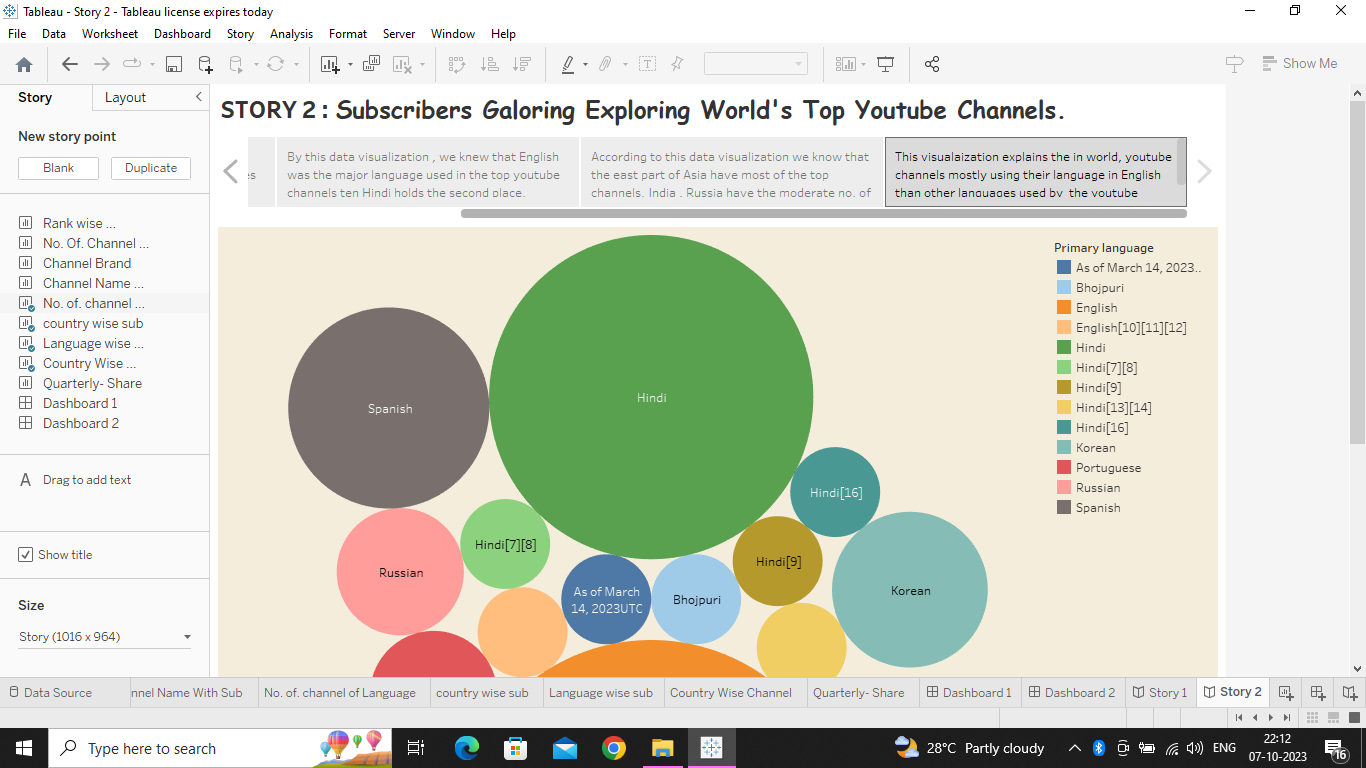 Tableau - Story 2 - Tableau license expires today
File Data Worksheet Dashboard Story Analysis Format Server Window Help
Show Me
Story Layout
New story point
Blank Duplicate
Rank wise ...
No. Of. Channel ...
Channel Brand
Channel Name ...
No. of. channel ...
country wise sub
Language wise ...
Country Wise ...
Quarterly- Share
Dashboard 1
Dashboard 2
A Drag to add text
Show title
Size
Story (1016 x 964)
STORY 2 : Subscribers Galoring Exploring World's Top Youtube Channels.
es
By this data visualization , we knew that English
was the major language used in the top youtube
channels ten Hindi holds the second place.
According to this data visualization we know that
the east part of Asia have most of the top
channels. India , Russia have the moderate no. of
This visualaization explains the in world, youtube
channels mostly using their language in English
than other languages used by the youtube
Spanish
Hindi
Hindi[16]
Hindi[7][8]
Hindi[9]
Russian
As of March
14, 2023UTC
Bhojpuri
Korean
Primary language
As of March 14, 2023..
Bhojpuri
English
English[10][11][12]
Hindi
Hindi[7][8]
Hindi[9]
Hindi[13][14]
Hindi[16]
Korean
Portuguese
Russian
Spanish
Data Source nnel Name With Sub No. of. channel of Language country wise sub Language wise sub Country Wise Channel Quarterly- Share Dashboard 1 Dashboard 2 Story 1 Story 2
Type here to search
28°C Partly cloudy
ENG
22:12
07-10-2023
16